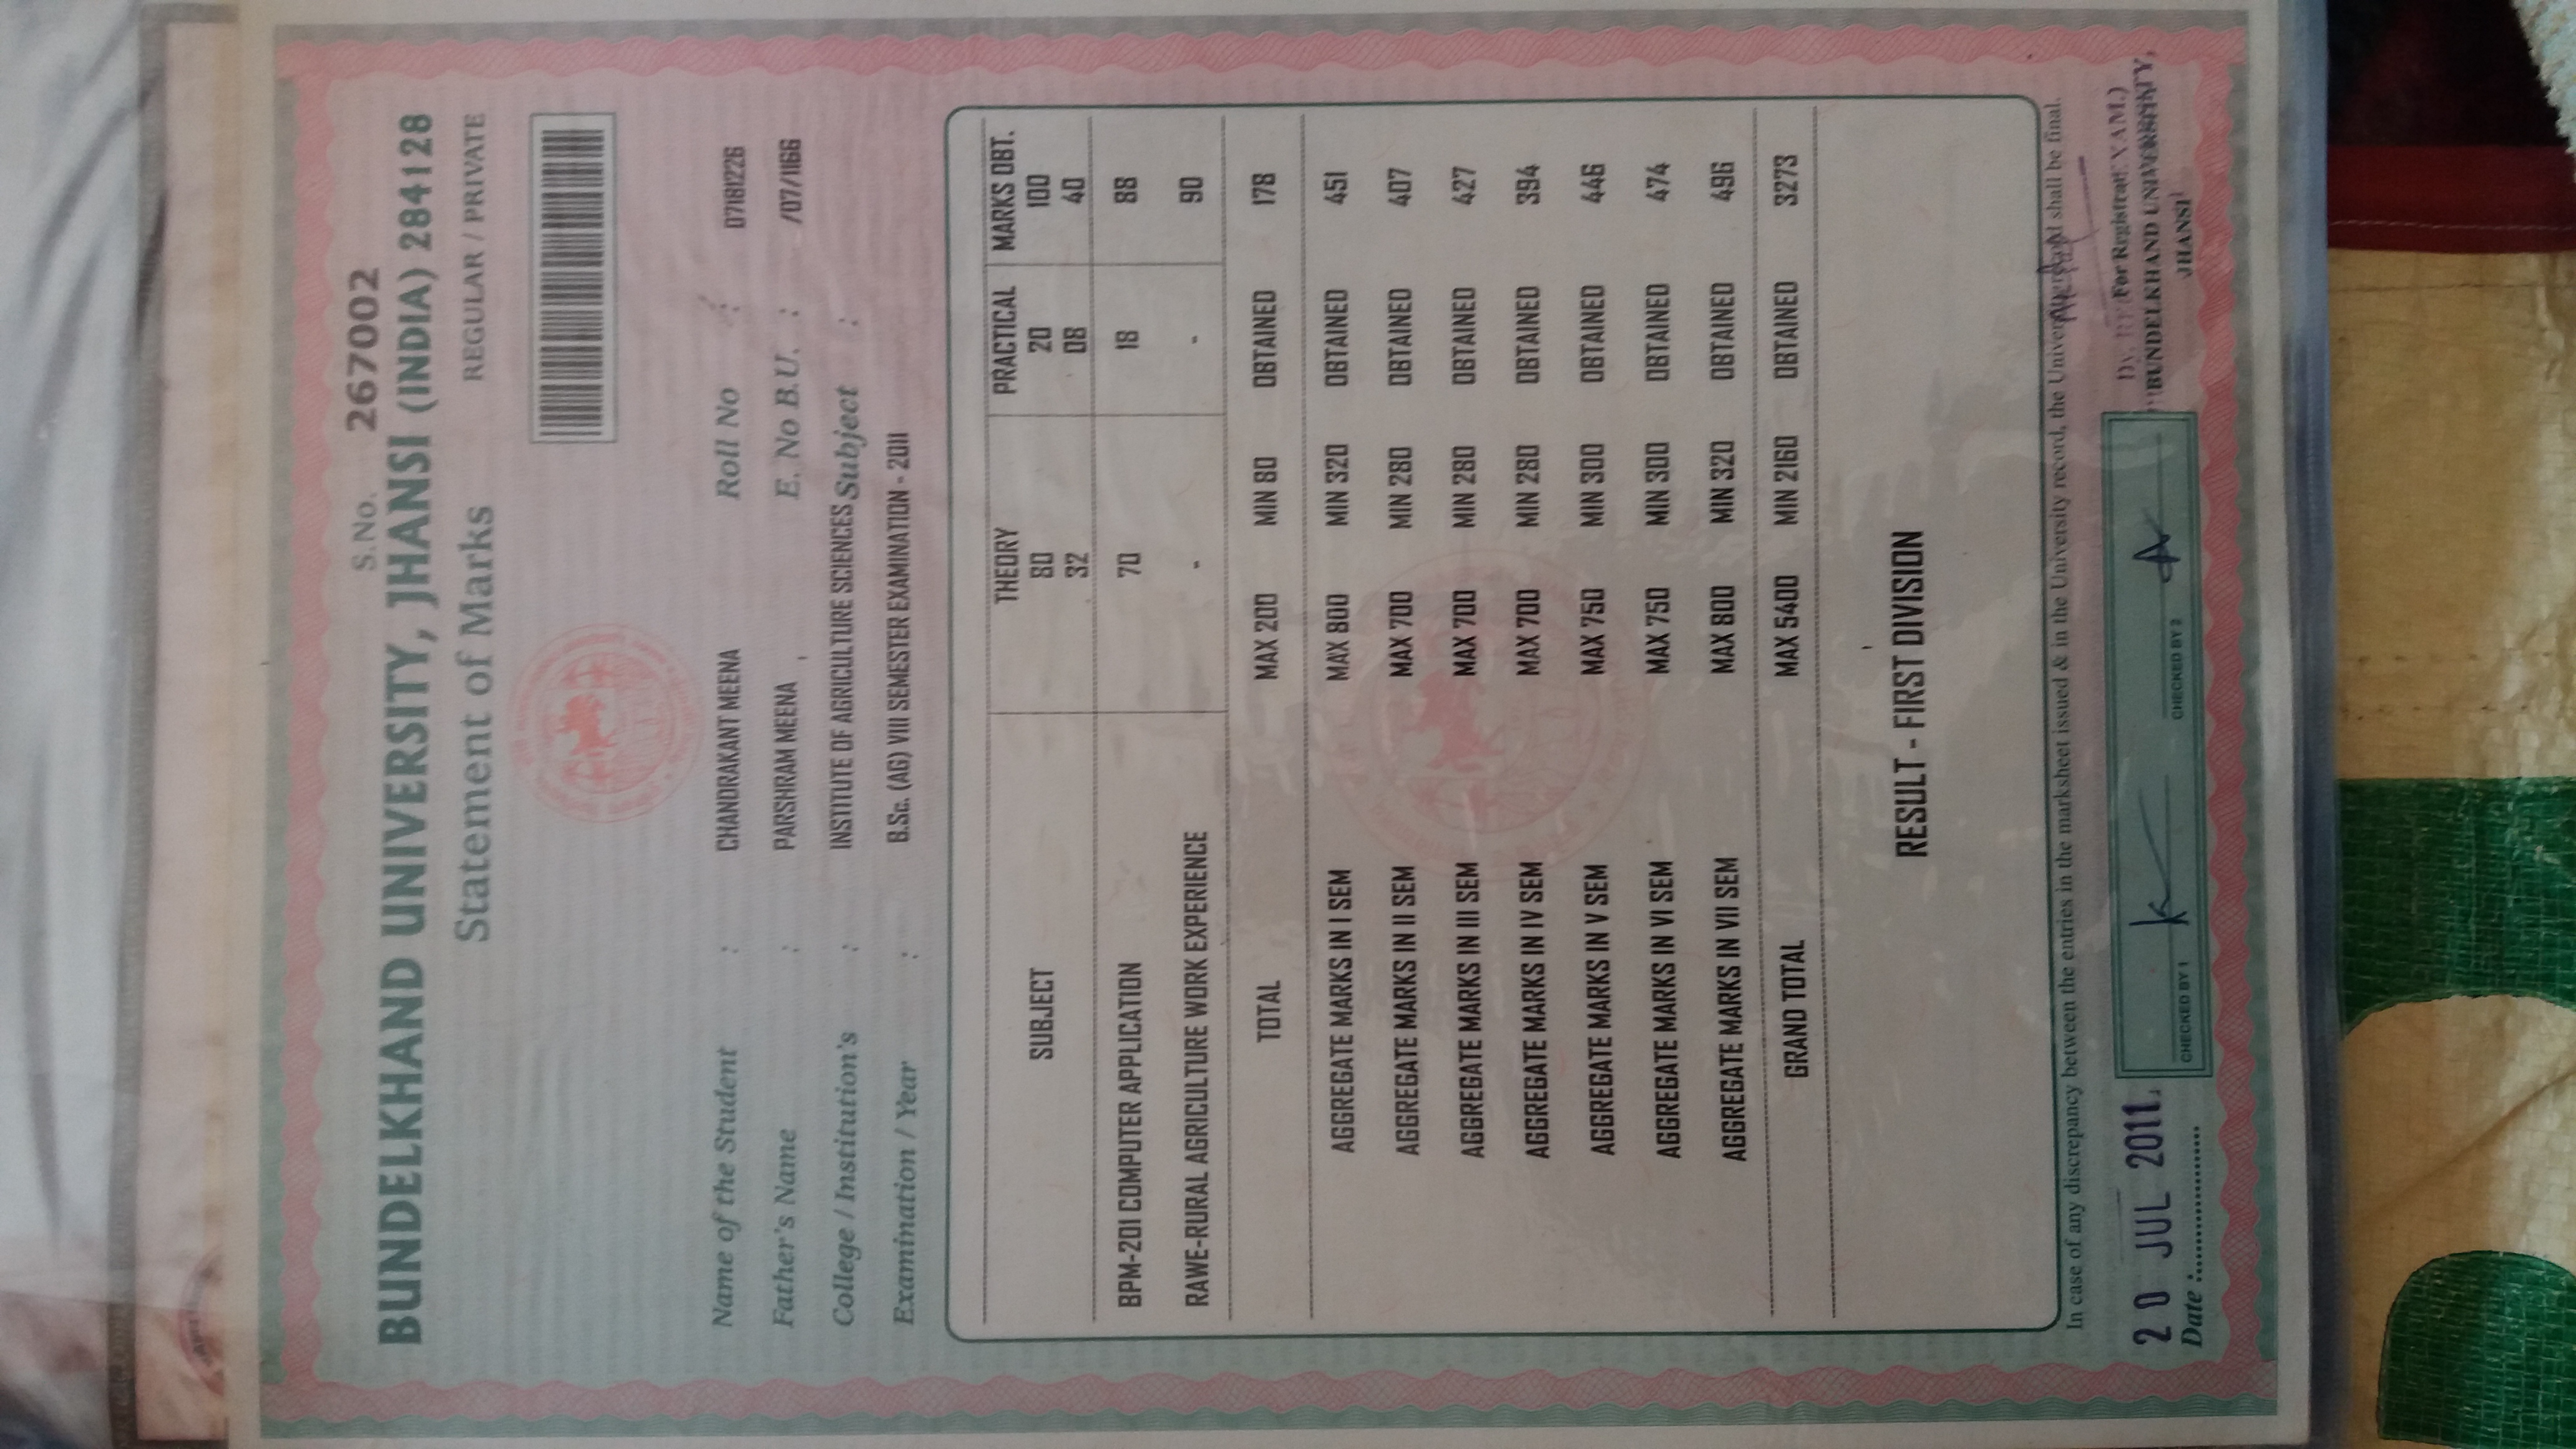 S.No. 267002
BUNDELKHAND UNIVERSITY, JHANSI (INDIA) 284128
Statement of Marks REGULAR / PRIVATE
Name of the Student : CHANDRAKANT MEENA Roll No : 07181226
Father's Name : PARSHRAM MEENA E. No B.U. : /07/1166
College / Institution's : INSTITUTE OF AGRICULTURE SCIENCES Subject :
Examination / Year : B.Sc. (AG) VIII SEMESTER EXAMINATION - 2011
SUBJECT THEORY PRACTICAL MARKS OBT.
80 20 100
32 08 40
BPM-201 COMPUTER APPLICATION 70 18 88
RAWE-RURAL AGRICULTURE WORK EXPERIENCE - - 90
TOTAL MAX 200 MIN 80 OBTAINED 178
AGGREGATE MARKS IN I SEM MAX 800 MIN 320 OBTAINED 451
AGGREGATE MARKS IN II SEM MAX 700 MIN 280 OBTAINED 407
AGGREGATE MARKS IN III SEM MAX 700 MIN 280 OBTAINED 427
AGGREGATE MARKS IN IV SEM MAX 700 MIN 280 OBTAINED 394
AGGREGATE MARKS IN V SEM MAX 750 MIN 300 OBTAINED 446
AGGREGATE MARKS IN VI SEM MAX 750 MIN 300 OBTAINED 474
AGGREGATE MARKS IN VII SEM MAX 800 MIN 320 OBTAINED 496
GRAND TOTAL MAX 5400 MIN 2160 OBTAINED 3273
RESULT - FIRST DIVISION
In case of any discrepancy between the entries in the marksheet issued & in the University record, the University record shall be final.
20 JUL 2011
Date :
CHECKED BY 1
CHECKED BY 2
For Registrar
BUNDELKHAND UNIVERSITY,
JHANSI